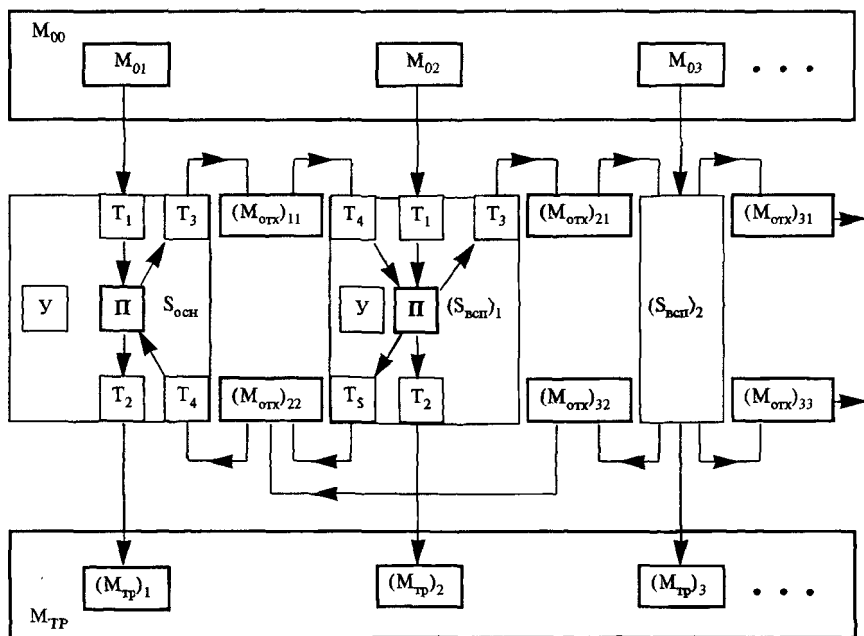 M₀₀
M₀₁ M₀₂ M₀₃ . . .
T₁ T₃ (Mотх)₁₁ T₄ T₁ T₃ (Mотх)₂₁ (Mотх)₃₁
У П Sосн У П (Sвсп)₁ (Sвсп)₂
T₂ T₄ (Mотх)₂₂ T₅ T₂ (Mотх)₃₂ (Mотх)₃₃
(Mтр)₁ (Mтр)₂ (Mтр)₃ . . .
MТР